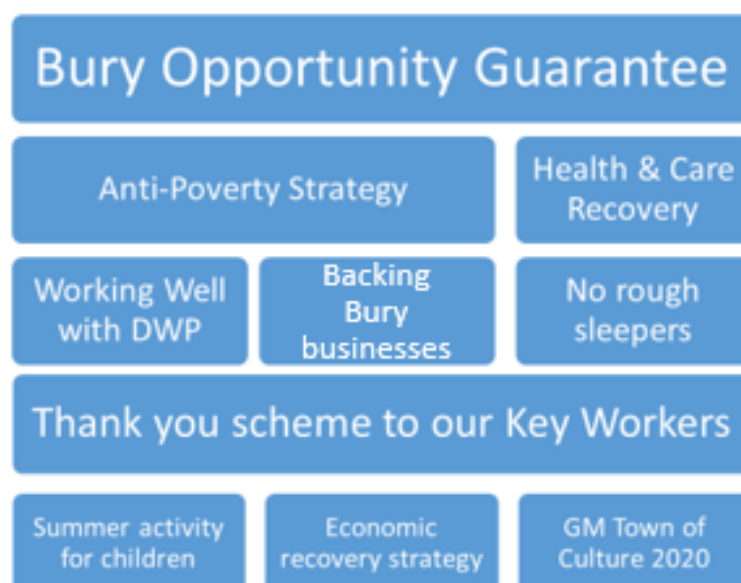 Bury Opportunity Guarantee
Anti-Poverty Strategy
Health & Care
Recovery
Working Well
with DWP
Backing
Bury
businesses
No rough
sleepers
Thank you scheme to our Key Workers
Summer activity
for children
Economic
recovery strategy
GM Town of
Culture 2020